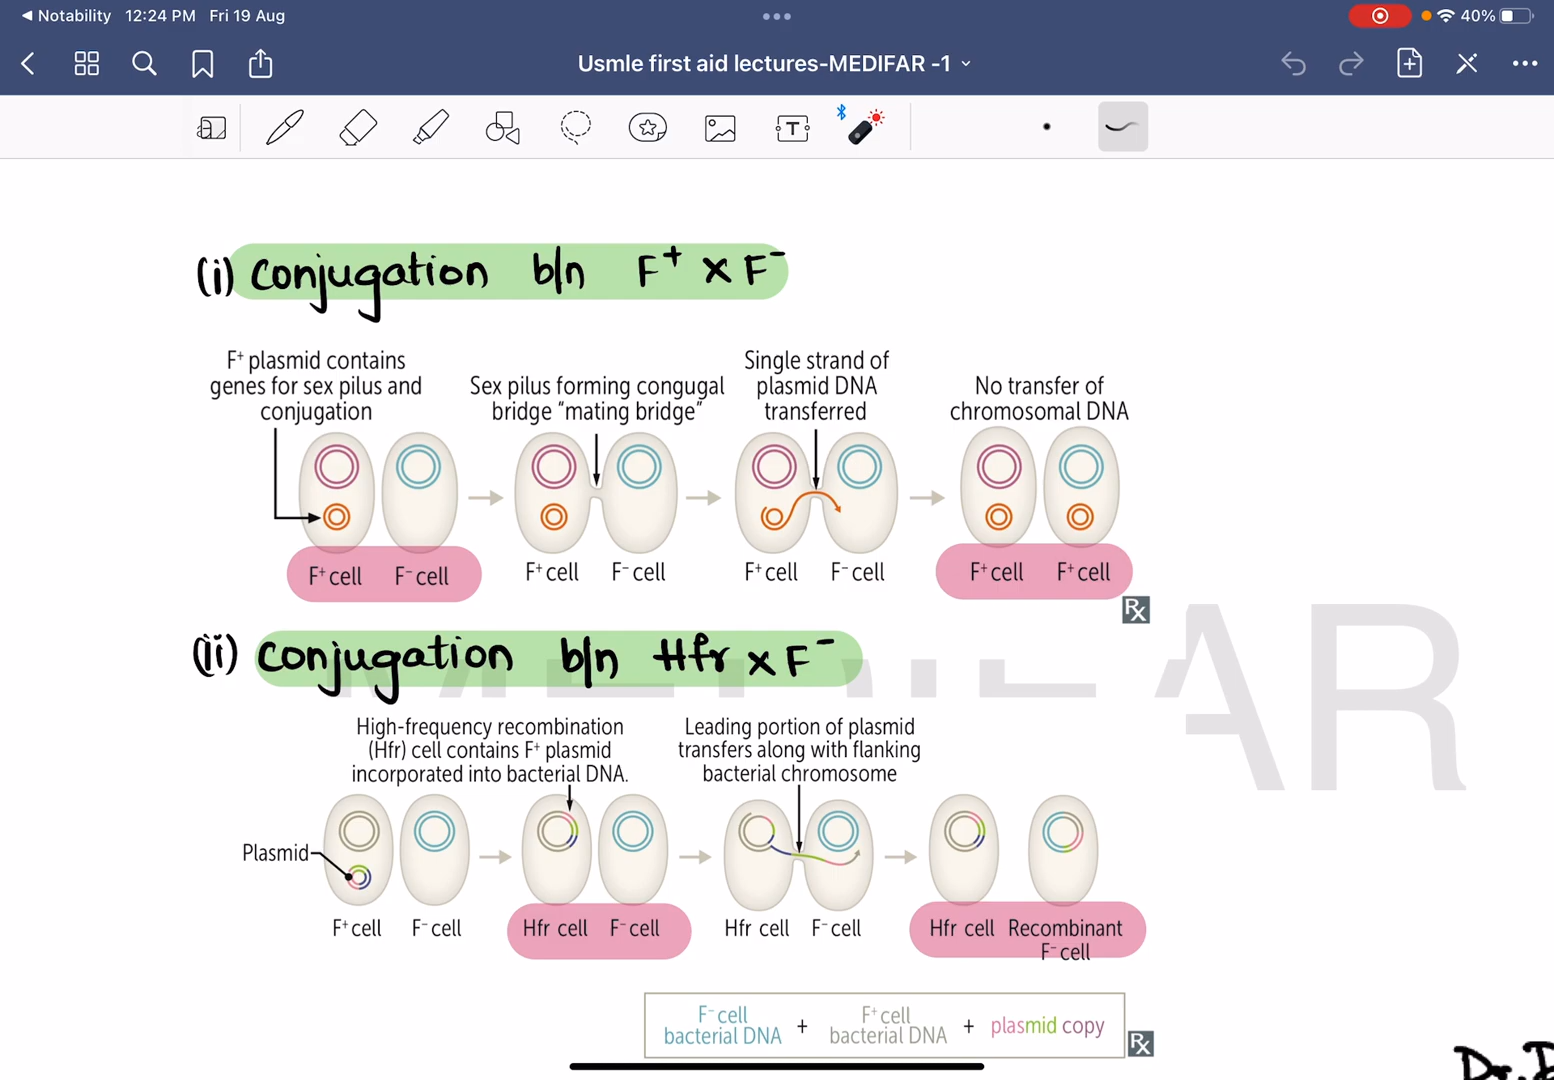 Notability 12:24 PM Fri 19 Aug
40%
Usmle first aid lectures-MEDIFAR -1
T
(i) Conjugation b/n F⁺ × F⁻
F⁺ plasmid contains
genes for sex pilus and
conjugation
Sex pilus forming congugal
bridge “mating bridge”
Single strand of
plasmid DNA
transferred
No transfer of
chromosomal DNA
F⁺ cell F⁻ cell
F⁺ cell F⁻ cell
F⁺ cell F⁻ cell
F⁺ cell F⁺ cell
Rx
(ii) Conjugation b/n Hfr × F⁻
MEDIFAR
High-frequency recombination
(Hfr) cell contains F⁺ plasmid
incorporated into bacterial DNA.
Leading portion of plasmid
transfers along with flanking
bacterial chromosome
Plasmid
F⁺ cell F⁻ cell
Hfr cell F⁻ cell
Hfr cell F⁻ cell
Hfr cell Recombinant
F⁻ cell
F⁻ cell
bacterial DNA
+
F⁺ cell
bacterial DNA
+ plasmid copy
Rx